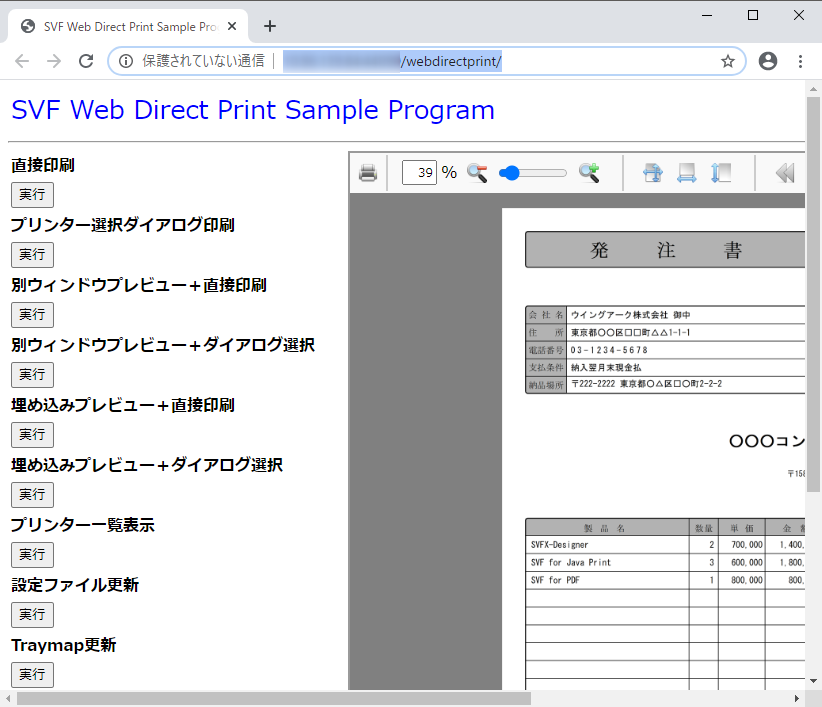 SVF Web Direct Print Sample Pro
保護されていない通信
/webdirectprint/
SVF Web Direct Print Sample Program
直接印刷
実行
プリンター選択ダイアログ印刷
実行
別ウィンドウプレビュー＋直接印刷
実行
別ウィンドウプレビュー＋ダイアログ選択
実行
埋め込みプレビュー＋直接印刷
実行
埋め込みプレビュー＋ダイアログ選択
実行
プリンター一覧表示
実行
設定ファイル更新
実行
Traymap更新
実行
39 %
発 注 書
会 社 名 ウイングアーク株式会社 御中
住 所 東京都〇〇区口口町△△1-1-1
電話番号 03-1234-5678
支払条件 納入翌月末現金払
納品場所 〒222-2222 東京都〇△区口〇町2-2-2
〇〇〇コン
〒158
製 品 名 数量 単 価 金
SVFX-Designer 2 700,000 1,400,
SVF for Java Print 3 600,000 1,800,
SVF for PDF 1 800,000 800,